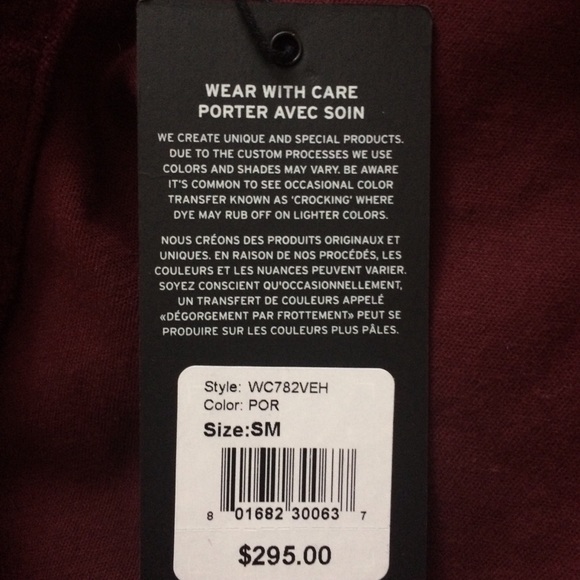 WEAR WITH CARE
PORTER AVEC SOIN
WE CREATE UNIQUE AND SPECIAL PRODUCTS.
DUE TO THE CUSTOM PROCESSES WE USE
COLORS AND SHADES MAY VARY. BE AWARE
IT'S COMMON TO SEE OCCASIONAL COLOR
TRANSFER KNOWN AS 'CROCKING' WHERE
DYE MAY RUB OFF ON LIGHTER COLORS.
NOUS CRÉONS DES PRODUITS ORIGINAUX ET
UNIQUES. EN RAISON DE NOS PROCÉDÉS, LES
COULEURS ET LES NUANCES PEUVENT VARIER.
SOYEZ CONSCIENT QU'OCCASIONNELLEMENT,
UN TRANSFERT DE COULEURS APPELÉ
«DÉGORGEMENT PAR FROTTEMENT» PEUT SE
PRODUIRE SUR LES COULEURS PLUS PÂLES.
Style: WC782VEH
Color: POR
Size:SM
8 01682 30063 7
$295.00